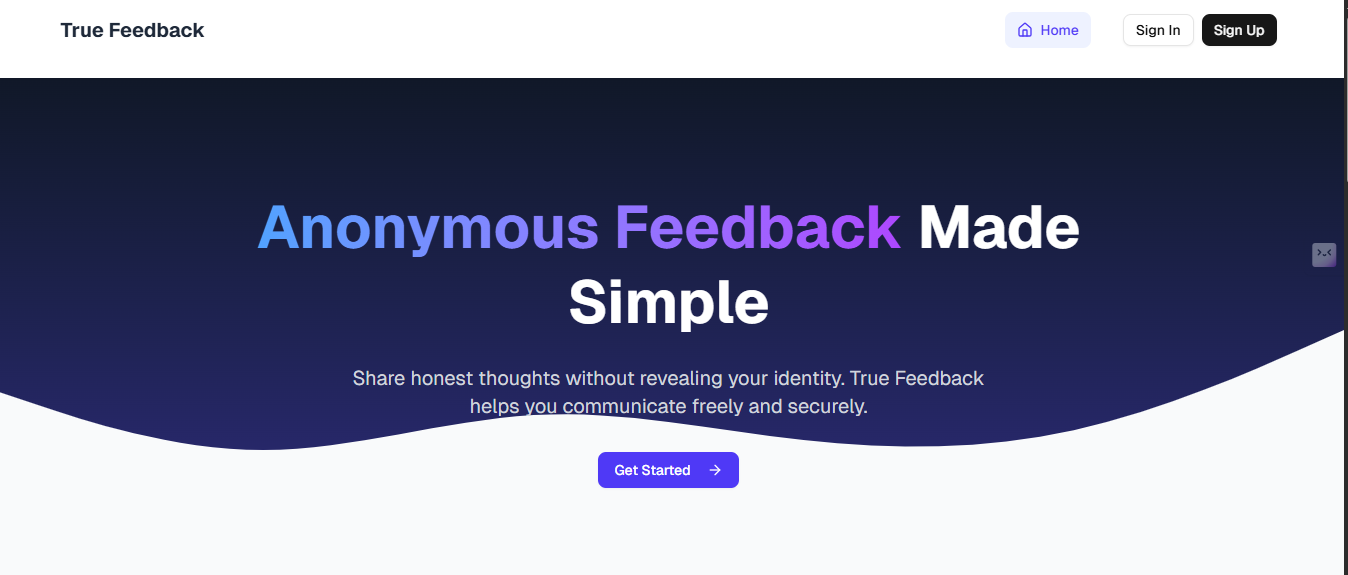 True Feedback
Home
Sign In
Sign Up
Anonymous Feedback Made
Simple
Share honest thoughts without revealing your identity. True Feedback
helps you communicate freely and securely.
Get Started